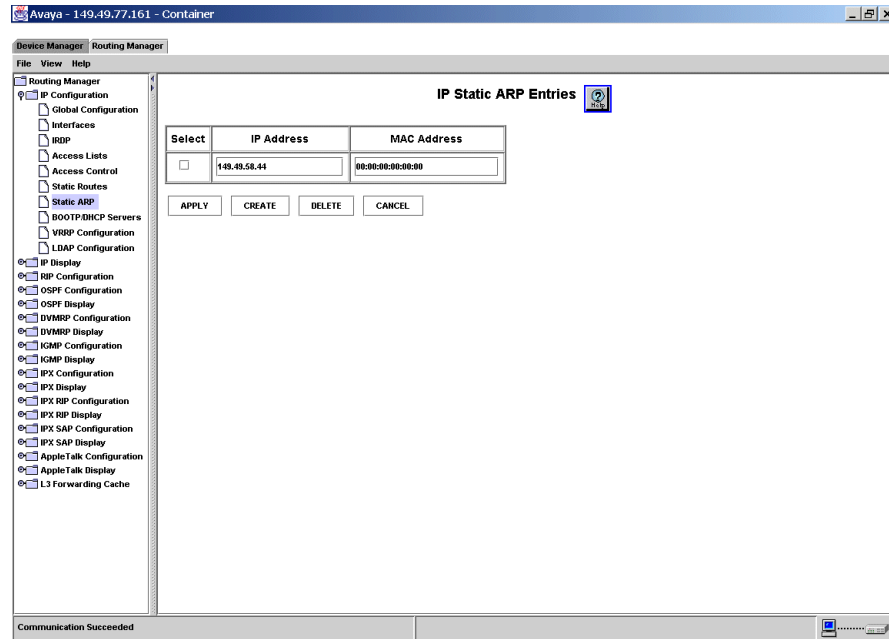 Avaya - 149.49.77.161 - Container
Device Manager Routing Manager
File View Help
Routing Manager
IP Configuration
Global Configuration
Interfaces
IRDP
Access Lists
Access Control
Static Routes
Static ARP
BOOTP/DHCP Servers
VRRP Configuration
LDAP Configuration
IP Display
RIP Configuration
OSPF Configuration
OSPF Display
DVMRP Configuration
DVMRP Display
IGMP Configuration
IGMP Display
IPX Configuration
IPX Display
IPX RIP Configuration
IPX RIP Display
IPX SAP Configuration
IPX SAP Display
AppleTalk Configuration
AppleTalk Display
L3 Forwarding Cache
IP Static ARP Entries
Help
Select IP Address MAC Address
149.49.58.44 00:00:00:00:00:00
APPLY CREATE DELETE CANCEL
Communication Succeeded